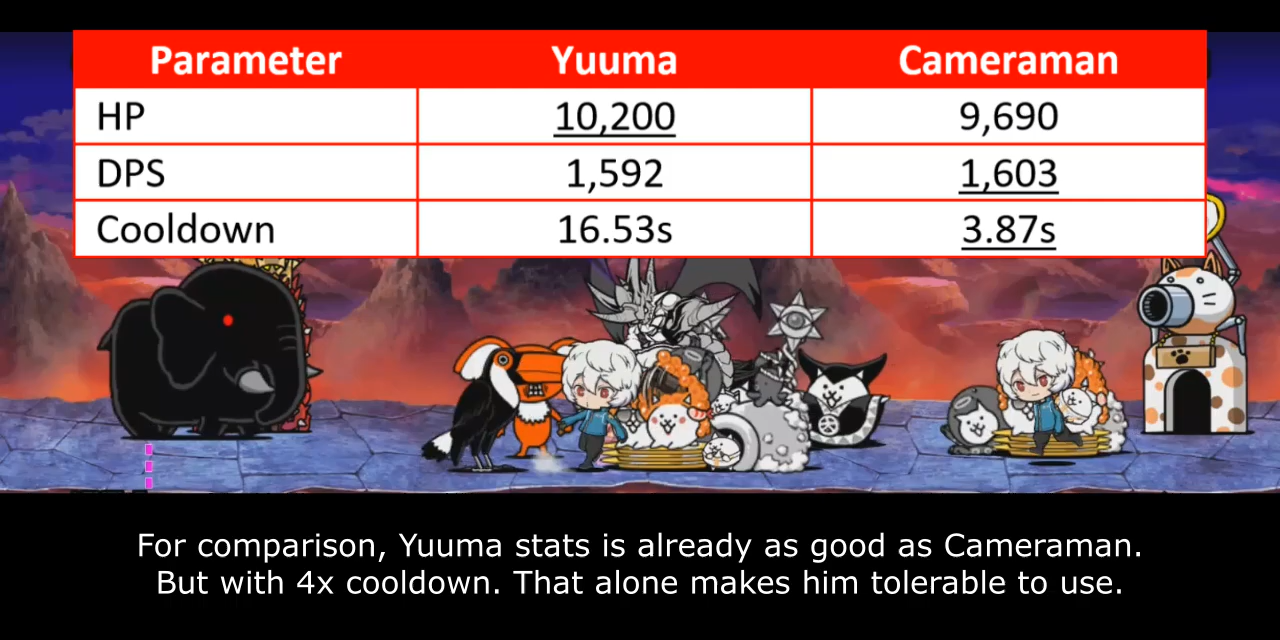 Parameter Yuuma Cameraman
HP 10,200 9,690
DPS 1,592 1,603
Cooldown 16.53s 3.87s
For comparison, Yuuma stats is already as good as Cameraman.
But with 4x cooldown. That alone makes him tolerable to use.